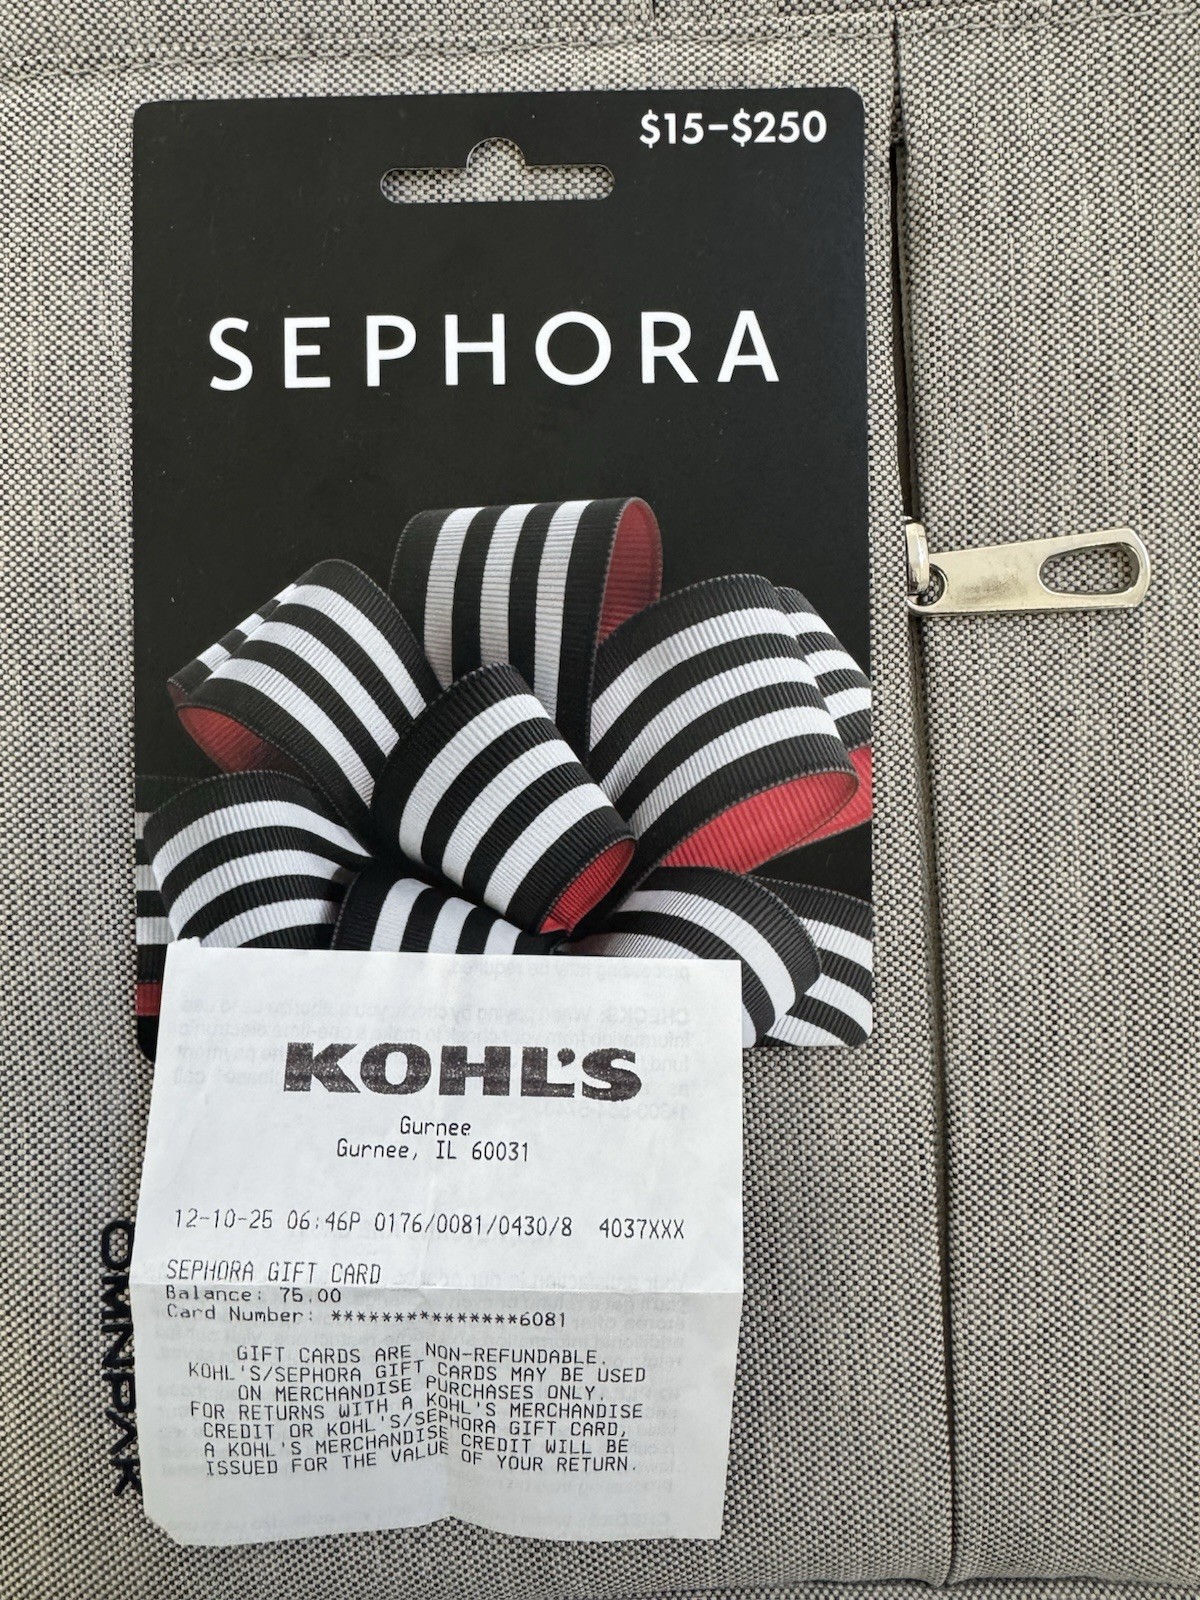 $15–$250
SEPHORA
KOHL'S
Gurnee
Gurnee, IL 60031
12-10-25 06:46P 0176/0081/0430/8 4037XXX
SEPHORA GIFT CARD
Balance: 75.00
Card Number: ***************6081
GIFT CARDS ARE NON-REFUNDABLE.
KOHL'S/SEPHORA GIFT CARDS MAY BE USED
ON MERCHANDISE PURCHASES ONLY.
FOR RETURNS WITH A KOHL'S MERCHANDISE
CREDIT OR KOHL'S/SEPHORA GIFT CARD,
A KOHL'S MERCHANDISE CREDIT WILL BE
ISSUED FOR THE VALUE OF YOUR RETURN.
OMNPAK